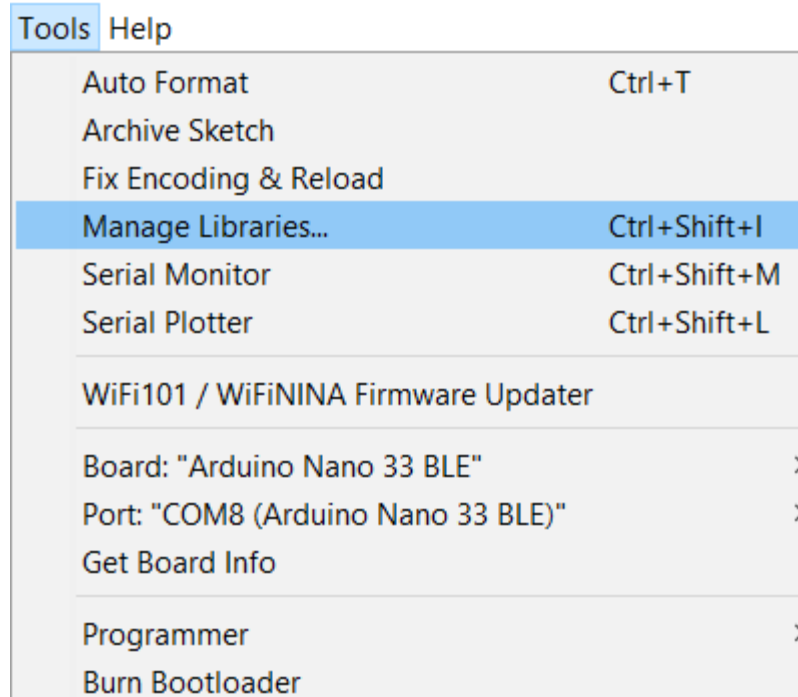 Tools Help
Auto Format Ctrl+T
Archive Sketch
Fix Encoding & Reload
Manage Libraries... Ctrl+Shift+I
Serial Monitor Ctrl+Shift+M
Serial Plotter Ctrl+Shift+L
WiFi101 / WiFiNINA Firmware Updater
Board: "Arduino Nano 33 BLE"
Port: "COM8 (Arduino Nano 33 BLE)"
Get Board Info
Programmer
Burn Bootloader